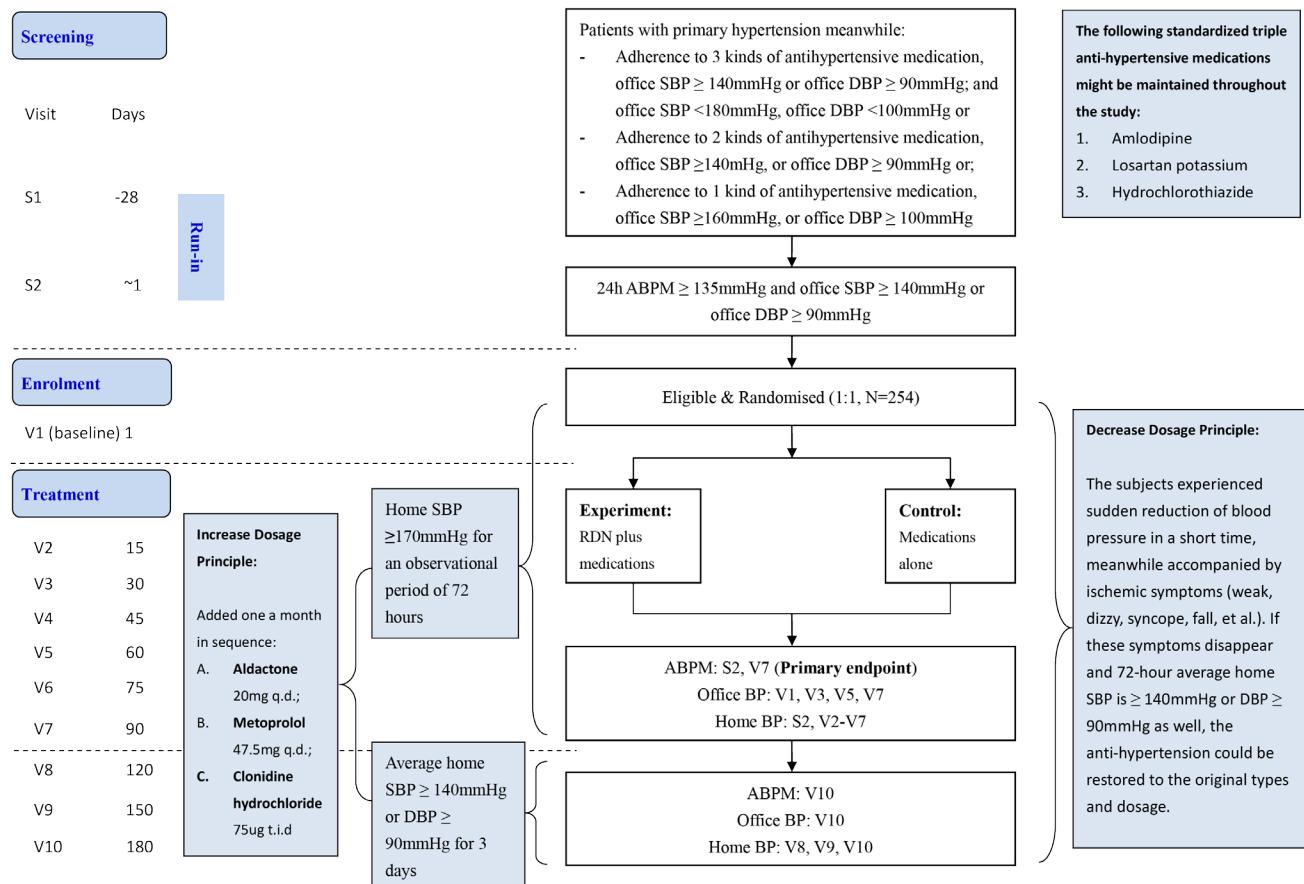 Screening
Visit Days
S1 -28
S2 ~1
Run-in
Patients with primary hypertension meanwhile:
- Adherence to 3 kinds of antihypertensive medication,
office SBP ≥ 140mmHg or office DBP ≥ 90mmHg; and
office SBP <180mmHg, office DBP <100mmHg or
- Adherence to 2 kinds of antihypertensive medication,
office SBP ≥140mHg, or office DBP ≥ 90mmHg or;
- Adherence to 1 kind of antihypertensive medication,
office SBP ≥160mmHg, or office DBP ≥ 100mmHg
The following standardized triple
anti-hypertensive medications
might be maintained throughout
the study:
1. Amlodipine
2. Losartan potassium
3. Hydrochlorothiazide
24h ABPM ≥ 135mmHg and office SBP ≥ 140mmHg or
office DBP ≥ 90mmHg
Enrolment
V1 (baseline) 1
Eligible & Randomised (1:1, N=254)
Treatment
V2 15
V3 30
V4 45
V5 60
V6 75
V7 90
V8 120
V9 150
V10 180
Increase Dosage
Principle:
Added one a month
in sequence:
A. Aldactone
20mg q.d.;
B. Metoprolol
47.5mg q.d.;
C. Clonidine
hydrochloride
75ug t.i.d
Home SBP
≥170mmHg for
an observational
period of 72
hours
Average home
SBP ≥ 140mmHg
or DBP ≥
90mmHg for 3
days
Experiment:
RDN plus
medications
Control:
Medications
alone
ABPM: S2, V7 (Primary endpoint)
Office BP: V1, V3, V5, V7
Home BP: S2, V2-V7
ABPM: V10
Office BP: V10
Home BP: V8, V9, V10
Decrease Dosage Principle:
The subjects experienced
sudden reduction of blood
pressure in a short time,
meanwhile accompanied by
ischemic symptoms (weak,
dizzy, syncope, fall, et al.). If
these symptoms disappear
and 72-hour average home
SBP is ≥ 140mmHg or DBP ≥
90mmHg as well, the
anti-hypertension could be
restored to the original types
and dosage.